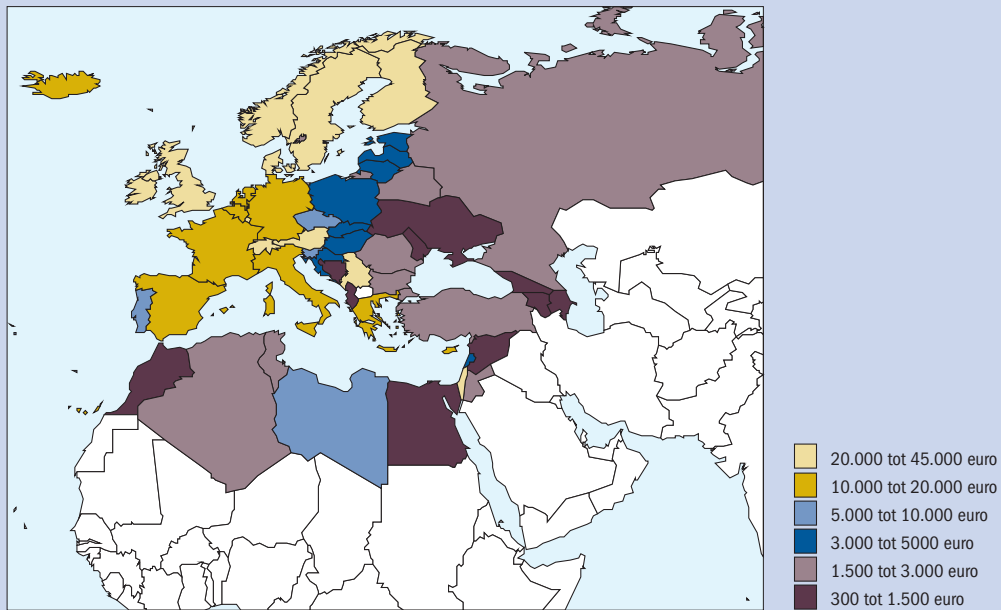 20.000 tot 45.000 euro
10.000 tot 20.000 euro
5.000 tot 10.000 euro
3.000 tot 5000 euro
1.500 tot 3.000 euro
300 tot 1.500 euro